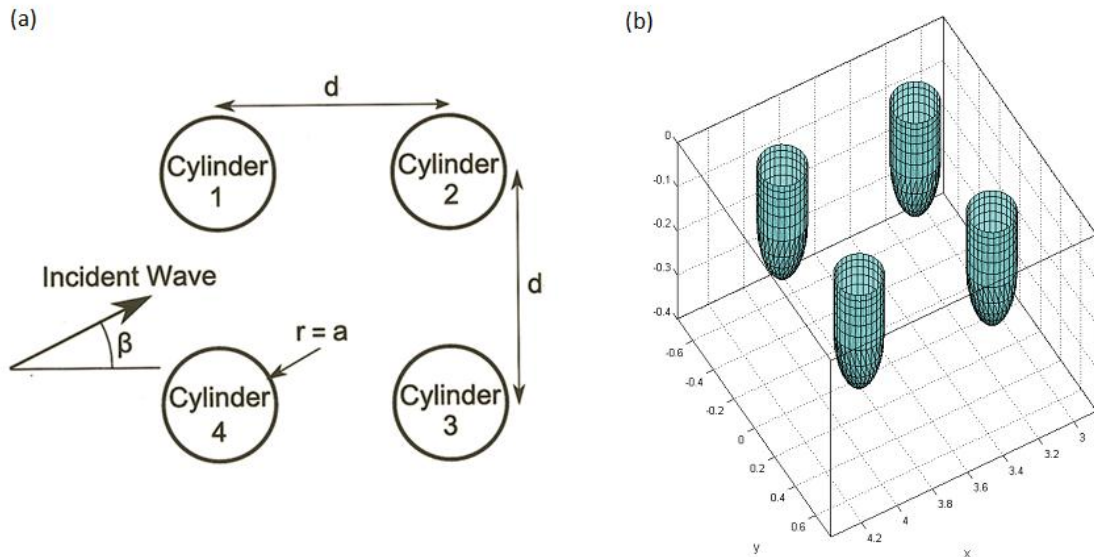 (a)
d
Cylinder
1
Cylinder
2
Incident Wave
β
d
r = a
Cylinder
4
Cylinder
3
(b)
0
-0.1
-0.2
-0.3
-0.4
-0.6
-0.4
-0.2
0
0.2
0.4
0.6
y
4.2
4
3.8
3.6
3.4
3.2
3
x